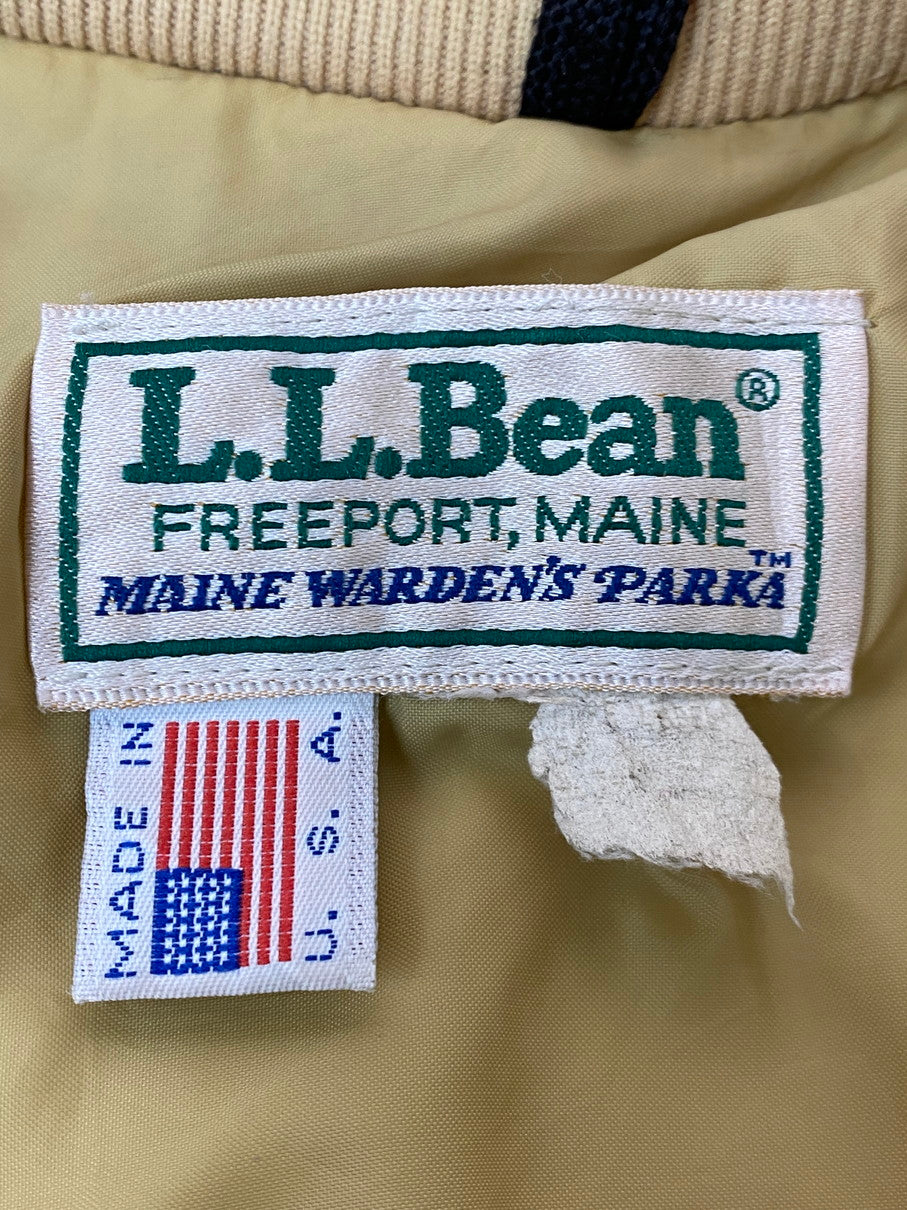 L.L.Bean®
FREEPORT, MAINE
MAINE WARDEN'S PARKA™
MADE IN
U. S. A.